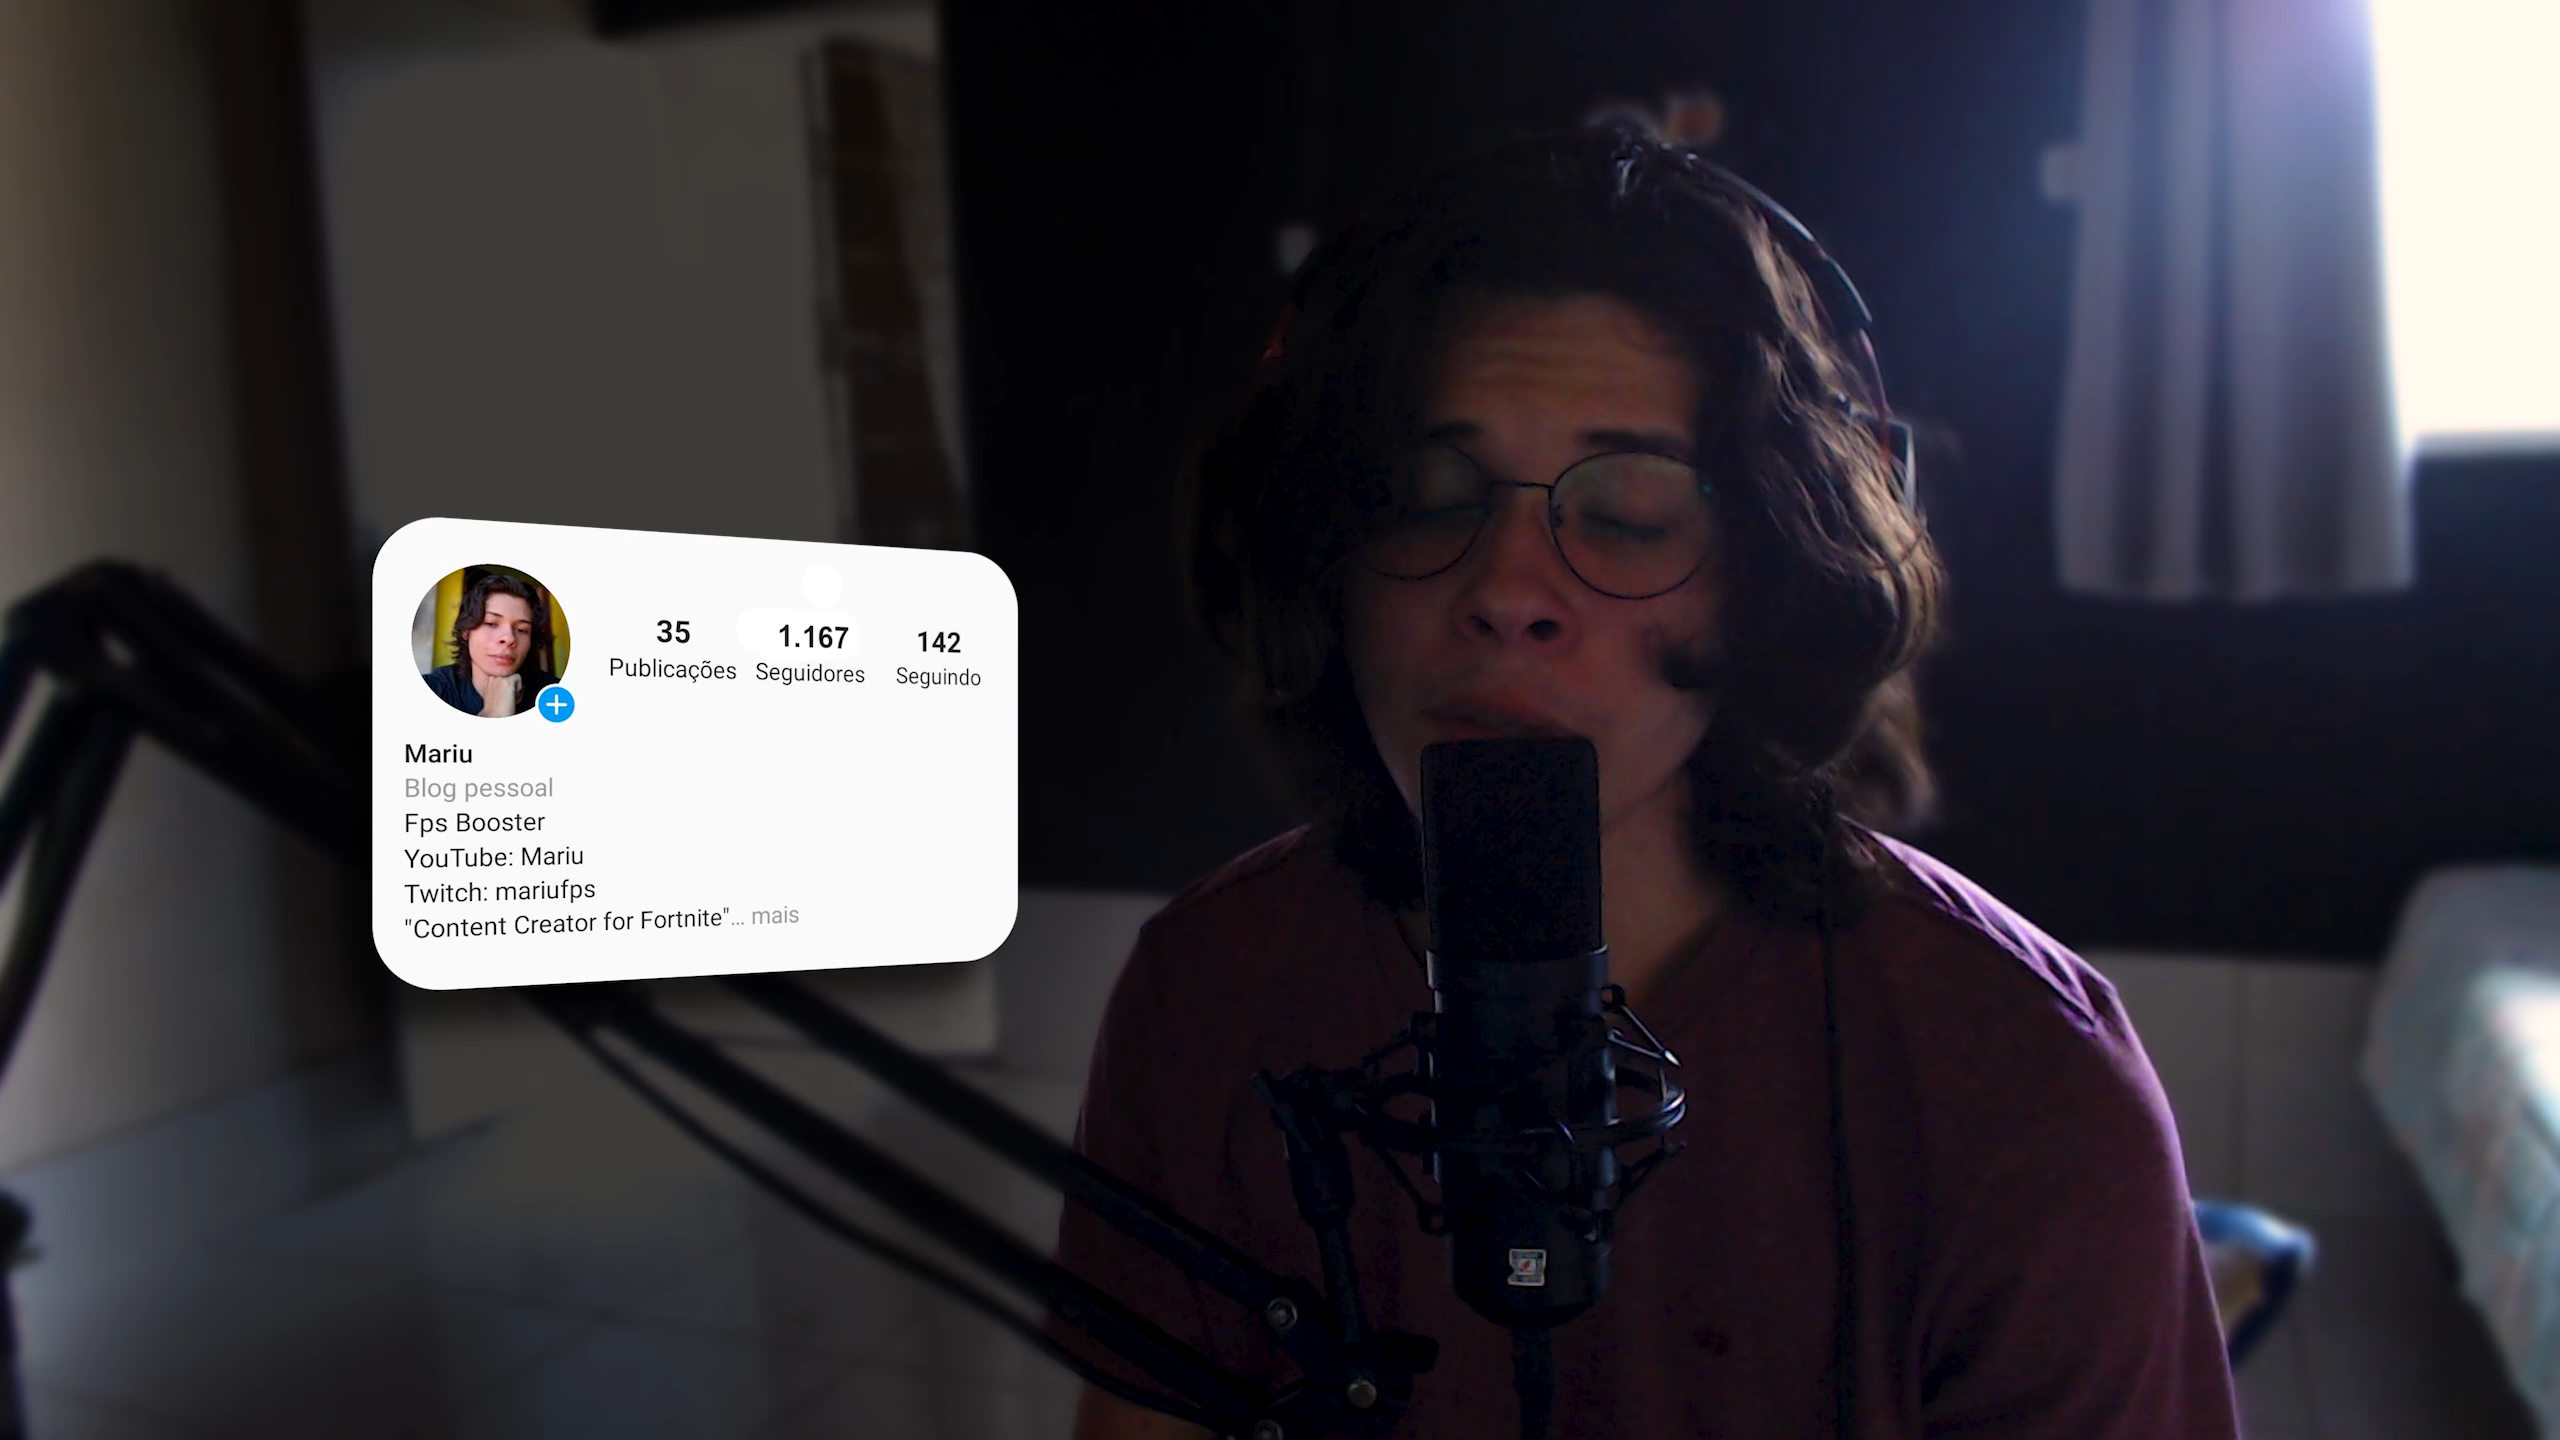 35 1.167 142
Publicações Seguidores Seguindo
Mariu
Blog pessoal
Fps Booster
YouTube: Mariu
Twitch: mariufps
"Content Creator for Fortnite"... mais